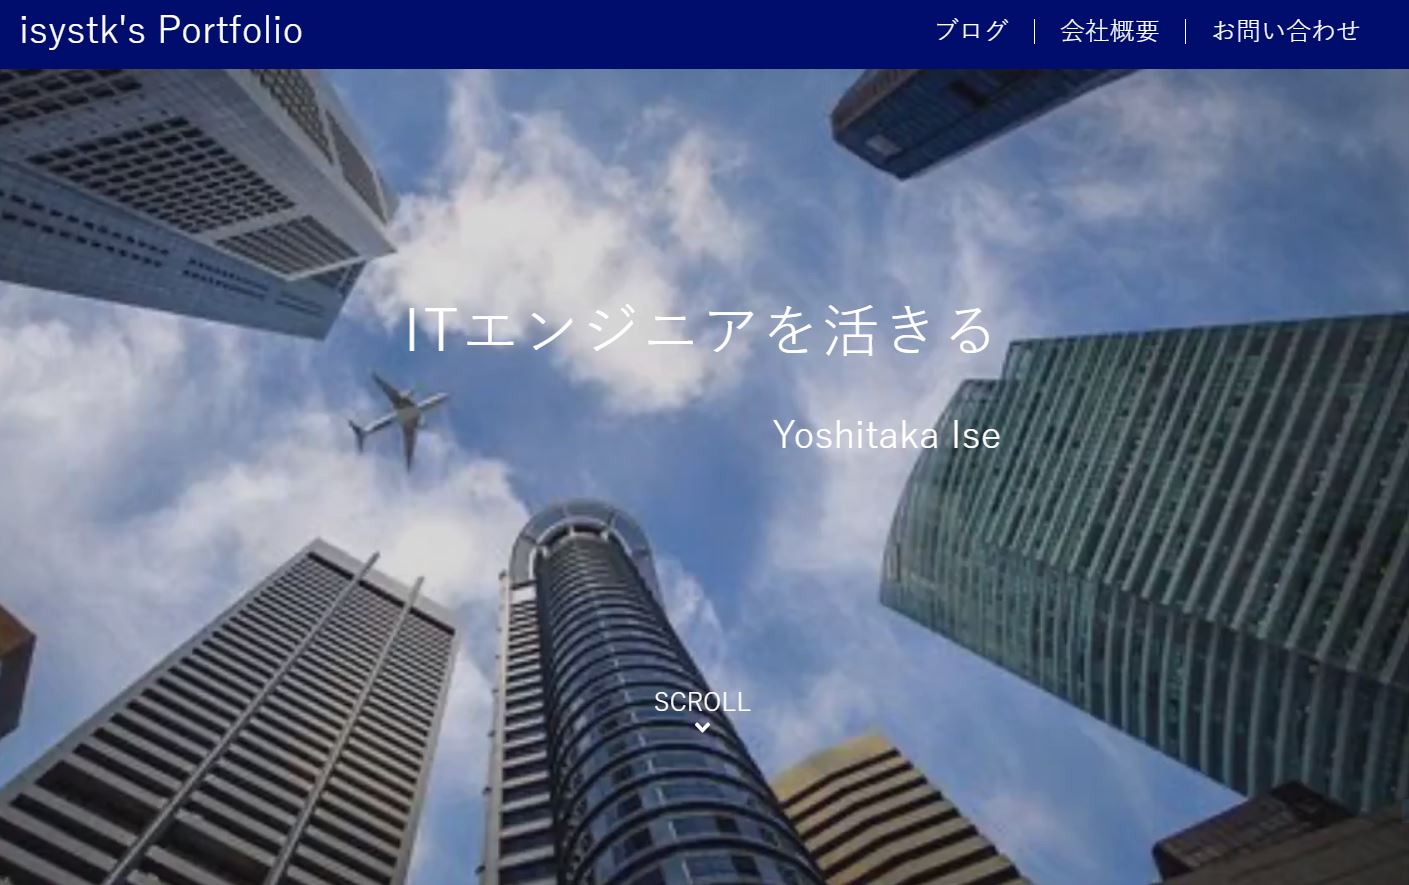 isystk's Portfolio
ブログ
会社概要
お問い合わせ
ITエンジニアを活きる
Yoshitaka Ise
SCROLL